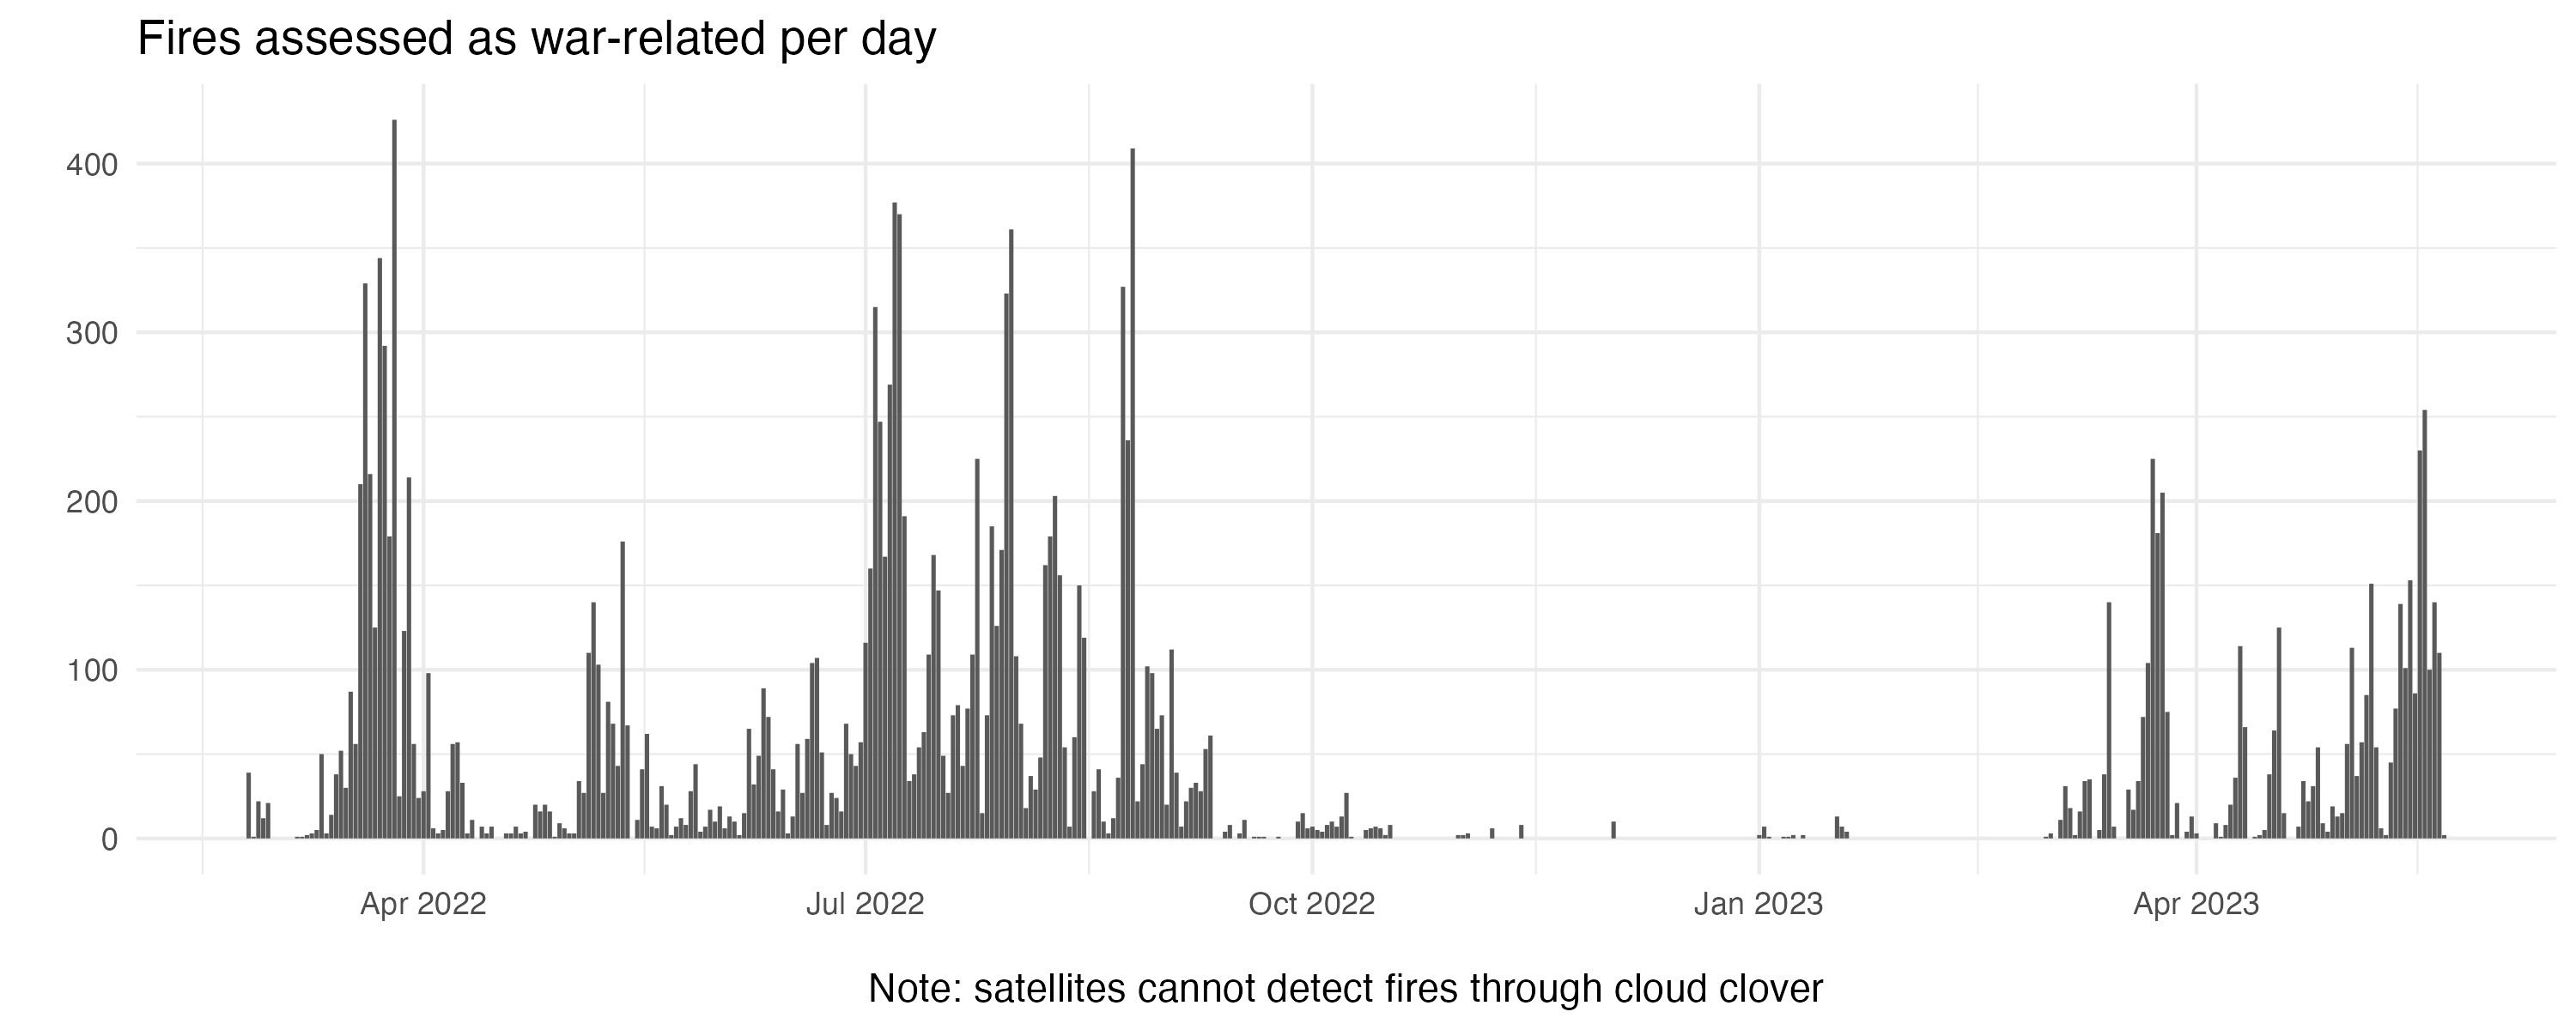 Fires assessed as war-related per day
400
300
200
100
0
Apr 2022
Jul 2022
Oct 2022
Jan 2023
Apr 2023
Note: satellites cannot detect fires through cloud clover